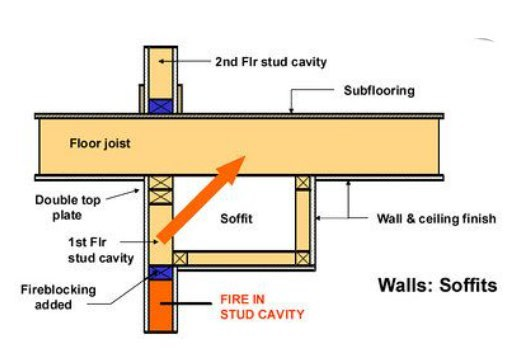 2nd Flr stud cavity
Subflooring
Floor joist
Double top
plate
Soffit
Wall & ceiling finish
1st Flr
stud cavity
Fireblocking
added
Walls: Soffits
FIRE IN
STUD CAVITY